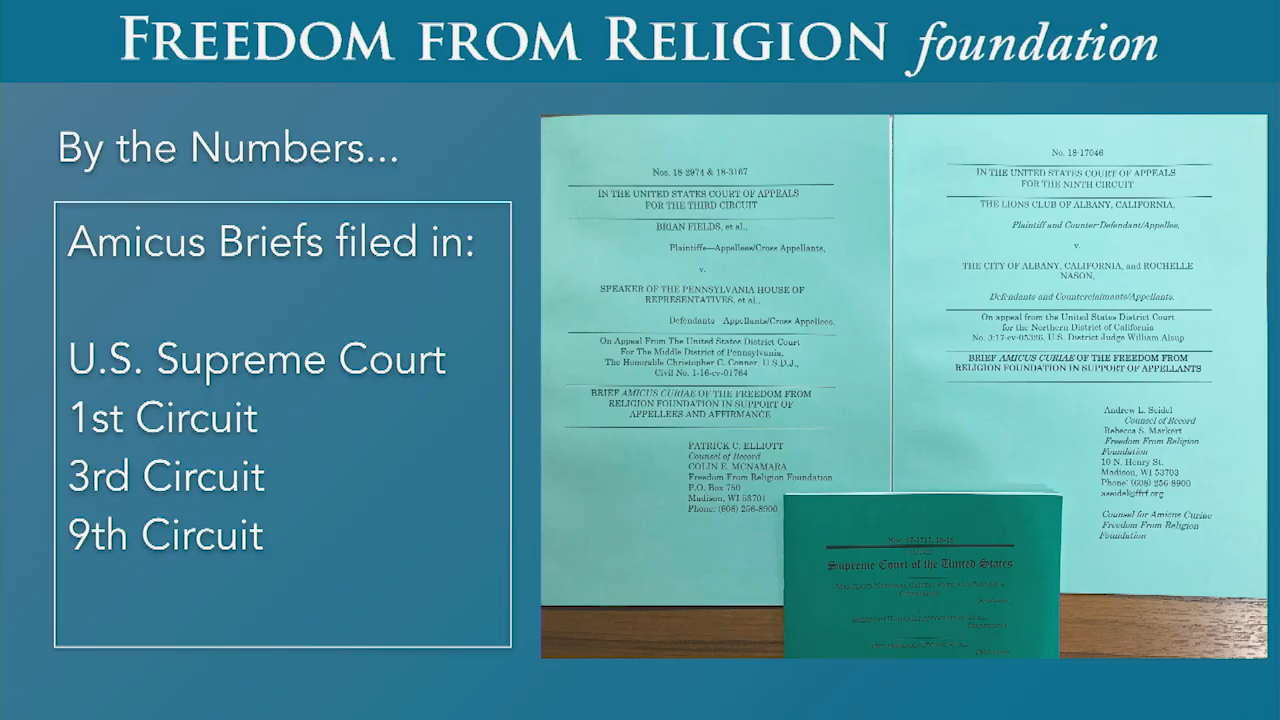 FREEDOM FROM RELIGION foundation
By the Numbers...
Amicus Briefs filed in:
U.S. Supreme Court
1st Circuit
3rd Circuit
9th Circuit
Nos. 18-2974 & 18-3167
IN THE UNITED STATES COURT OF APPEALS
FOR THE THIRD CIRCUIT
BRIAN FIELDS, et al.,
Plaintiffs—Appellees/Cross Appellants,
v.
SPEAKER OF THE PENNSYLVANIA HOUSE OF
REPRESENTATIVES, et al.,
Defendants—Appellants/Cross Appellees.
On Appeal From The United States District Court
For The Middle District of Pennsylvania,
The Honorable Christopher C. Conner, U.S.D.J.,
Civil No. 1-16-cv-01764
BRIEF AMICUS CURIAE OF THE FREEDOM FROM
RELIGION FOUNDATION IN SUPPORT OF
APPELLEES AND AFFIRMANCE
PATRICK C. ELLIOTT
Counsel of Record
COLIN E. MCNAMARA
Freedom From Religion Foundation
P.O. Box 750
Madison, WI 53701
Phone: (608) 256-8900
No. 18-17046
IN THE UNITED STATES COURT OF APPEALS
FOR THE NINTH CIRCUIT
THE LIONS CLUB OF ALBANY, CALIFORNIA,
Plaintiff and Counter-Defendant/Appellee,
v.
THE CITY OF ALBANY, CALIFORNIA, and ROCHELLE
NASON,
Defendants and Counterclaimants/Appellants.
On appeal from the United States District Court
for the Northern District of California
No. 3:17-cv-05326, U.S. District Judge William Alsup
BRIEF AMICUS CURIAE OF THE FREEDOM FROM
RELIGION FOUNDATION IN SUPPORT OF APPELLANTS
Andrew L. Seidel
Counsel of Record
Rebecca S. Markert
Freedom From Religion
Foundation
10 N. Henry St.
Madison, WI 53703
Phone: (608) 256-8900
aseidel@ffrf.org
Counsel for Amicus Curiae
Freedom From Religion
Foundation
Nos. 17-1717, 18-18
Supreme Court of the United States